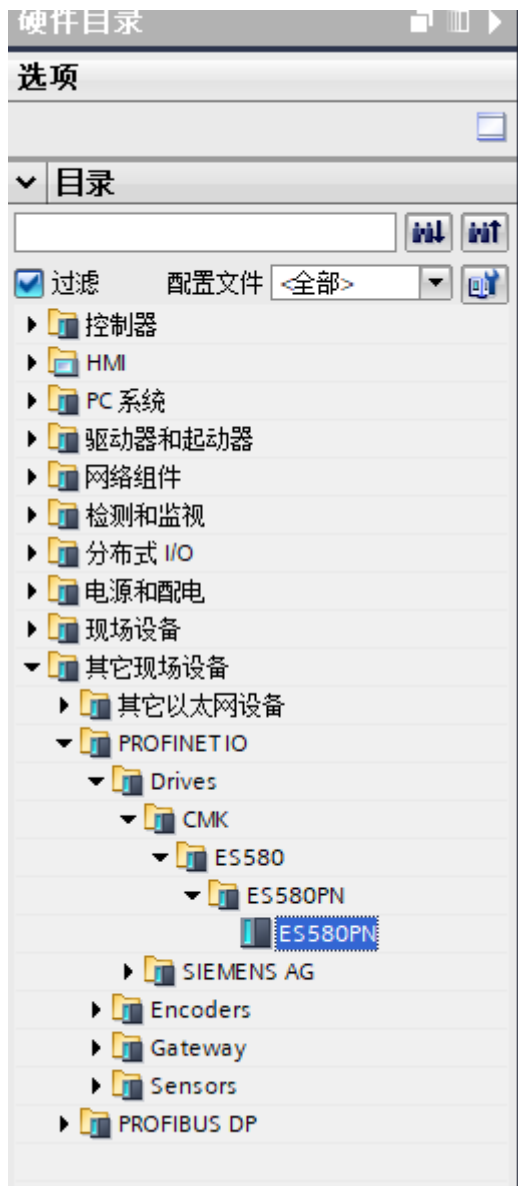 硬件目录
选项
目录
过滤 配置文件 <全部>
控制器
HMI
PC 系统
驱动器和起动器
网络组件
检测和监视
分布式 I/O
电源和配电
现场设备
其它现场设备
其它以太网设备
PROFINET IO
Drives
CMK
ES580
ES580PN
ES580PN
SIEMENS AG
Encoders
Gateway
Sensors
PROFIBUS DP